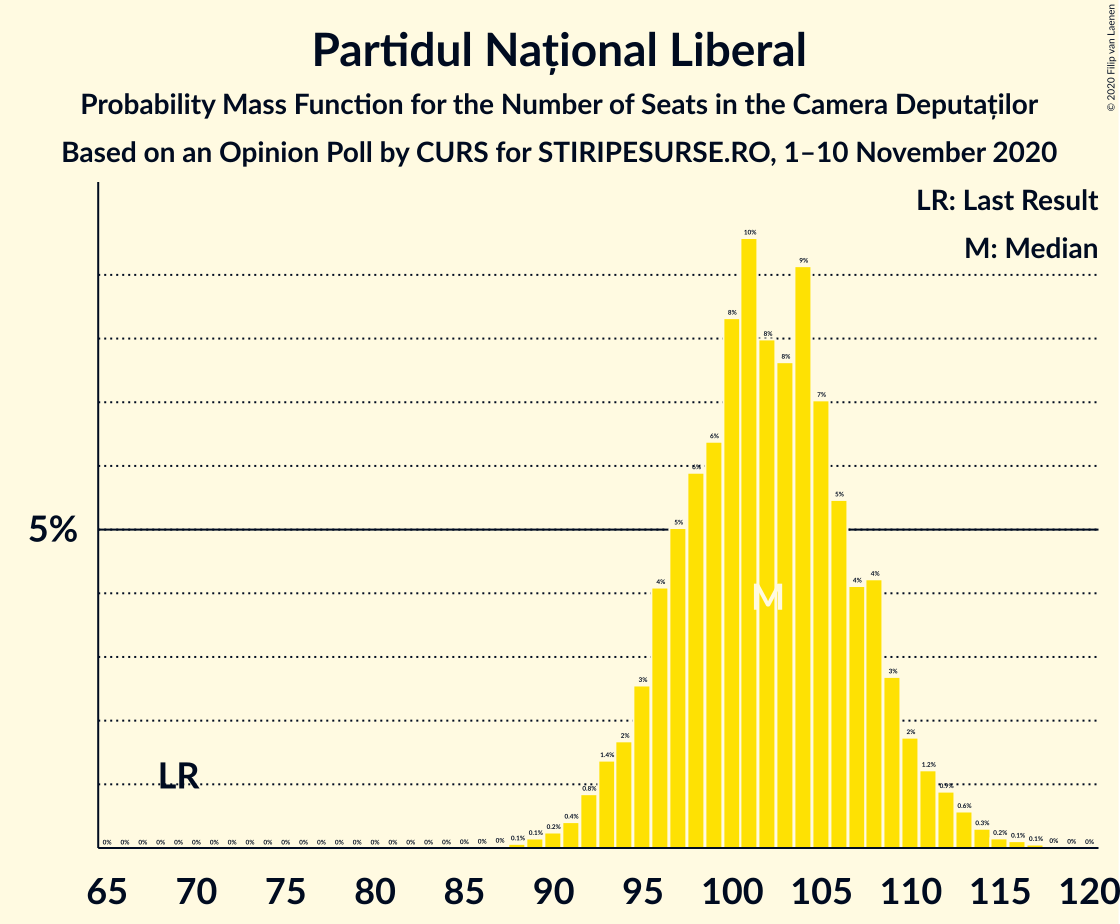 Partidul Național Liberal
Probability Mass Function for the Number of Seats in the Camera Deputaților
Based on an Opinion Poll by CURS for STIRIPESURSE.RO, 1–10 November 2020
© 2020 Filip van Laenen
LR: Last Result
M: Median
5%
LR
M
0% 0% 0% 0% 0% 0% 0% 0% 0% 0% 0% 0% 0% 0% 0% 0% 0% 0% 0% 0% 0% 0% 0% 0.1% 0.1% 0.2% 0.4% 0.8% 1.4% 2% 3% 4% 5% 6% 6% 8% 10% 8% 8% 9% 7% 5% 4% 4% 3% 2% 1.2% 0.9% 0.6% 0.3% 0.2% 0.1% 0.1% 0% 0% 0%
65 70 75 80 85 90 95 100 105 110 115 120